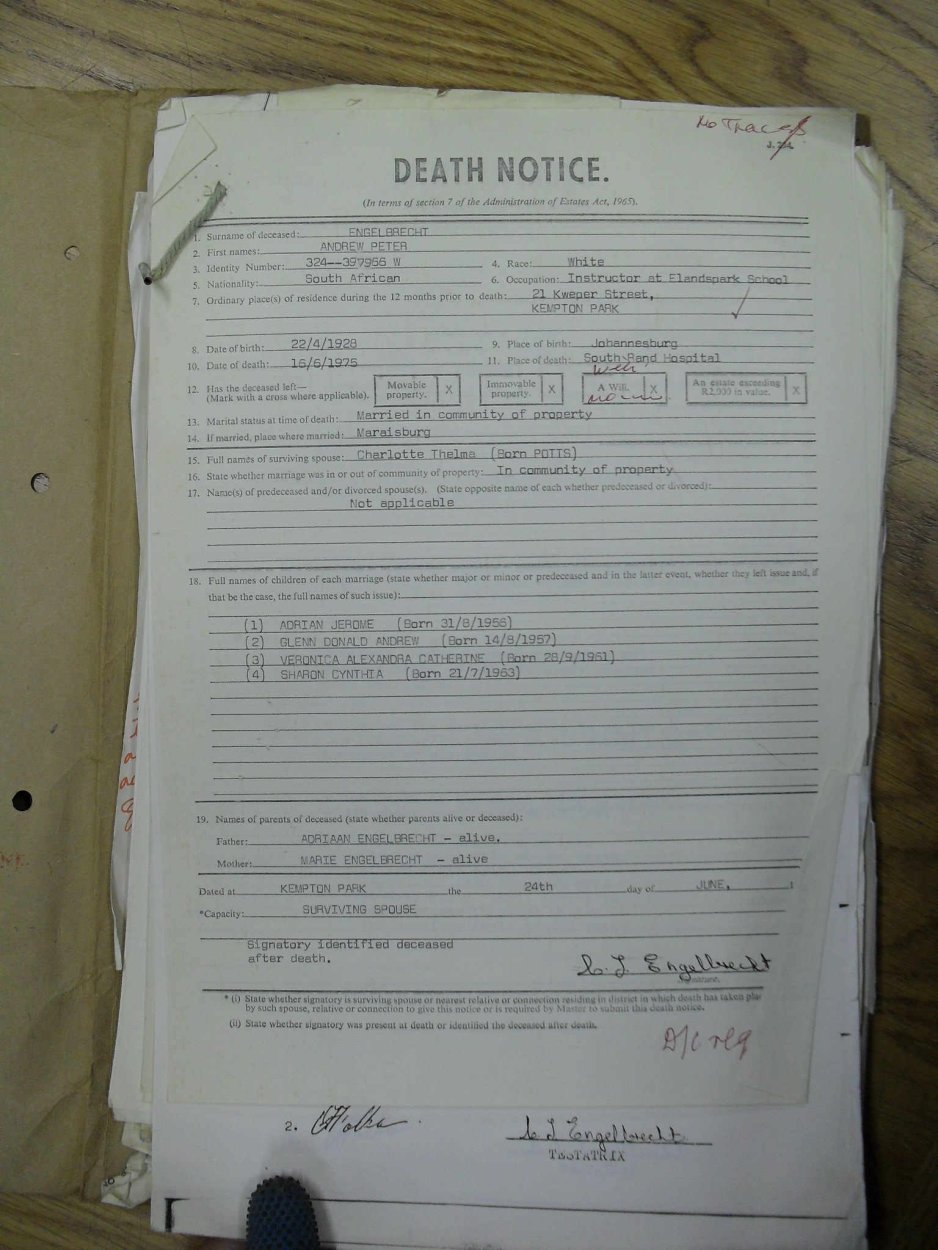 No Traces
J. 294
DEATH NOTICE.
(In terms of section 7 of the Administration of Estates Act, 1965).
1. Surname of deceased: ENGELBRECHT
2. First names: ANDREW PETER
3. Identity Number: 324--397966 W 4. Race: White
5. Nationality: South African 6. Occupation: Instructor at Elandspark School
7. Ordinary place(s) of residence during the 12 months prior to death: 21 Kweper Street,
KEMPTON PARK
8. Date of birth: 22/4/1928 9. Place of birth: Johannesburg
10. Date of death: 16/6/1975 11. Place of death: South Rand Hospital
12. Has the deceased left—
(Mark with a cross where applicable).
Movable property. X
Immovable property. X
A Will. X
An estate exceeding R2,000 in value. X
13. Marital status at time of death: Married in community of property
14. If married, place where married: Maraisburg
15. Full names of surviving spouse: Charlotte Thelma (Born POTTS)
16. State whether marriage was in or out of community of property: In community of property
17. Name(s) of predeceased and/or divorced spouse(s). (State opposite name of each whether predeceased or divorced):
Not applicable
18. Full names of children of each marriage (state whether major or minor or predeceased and in the latter event, whether they left issue and, if
that be the case, the full names of such issue):
(1) ADRIAN JEROME (Born 31/8/1956)
(2) GLENN DONALD ANDREW (Born 14/8/1957)
(3) VERONICA ALEXANDRA CATHERINE (Born 28/9/1961)
(4) SHARON CYNTHIA (Born 21/7/1963)
19. Names of parents of deceased (state whether parents alive or deceased):
Father: ADRIAAN ENGELBRECHT - alive.
Mother: MARIE ENGELBRECHT - alive
Dated at KEMPTON PARK the 24th day of JUNE, 1
*Capacity: SURVIVING SPOUSE
Signatory identified deceased
after death.
C. T. Engelbrecht
Signature.
* (i) State whether signatory is surviving spouse or nearest relative or connection residing in district in which death has taken plac
by such spouse, relative or connection to give this notice or is required by Master to submit this death notice.
(ii) State whether signatory was present at death or identified the deceased after death.
D/C req
2.
C T Engelbrecht
TESTATRIX